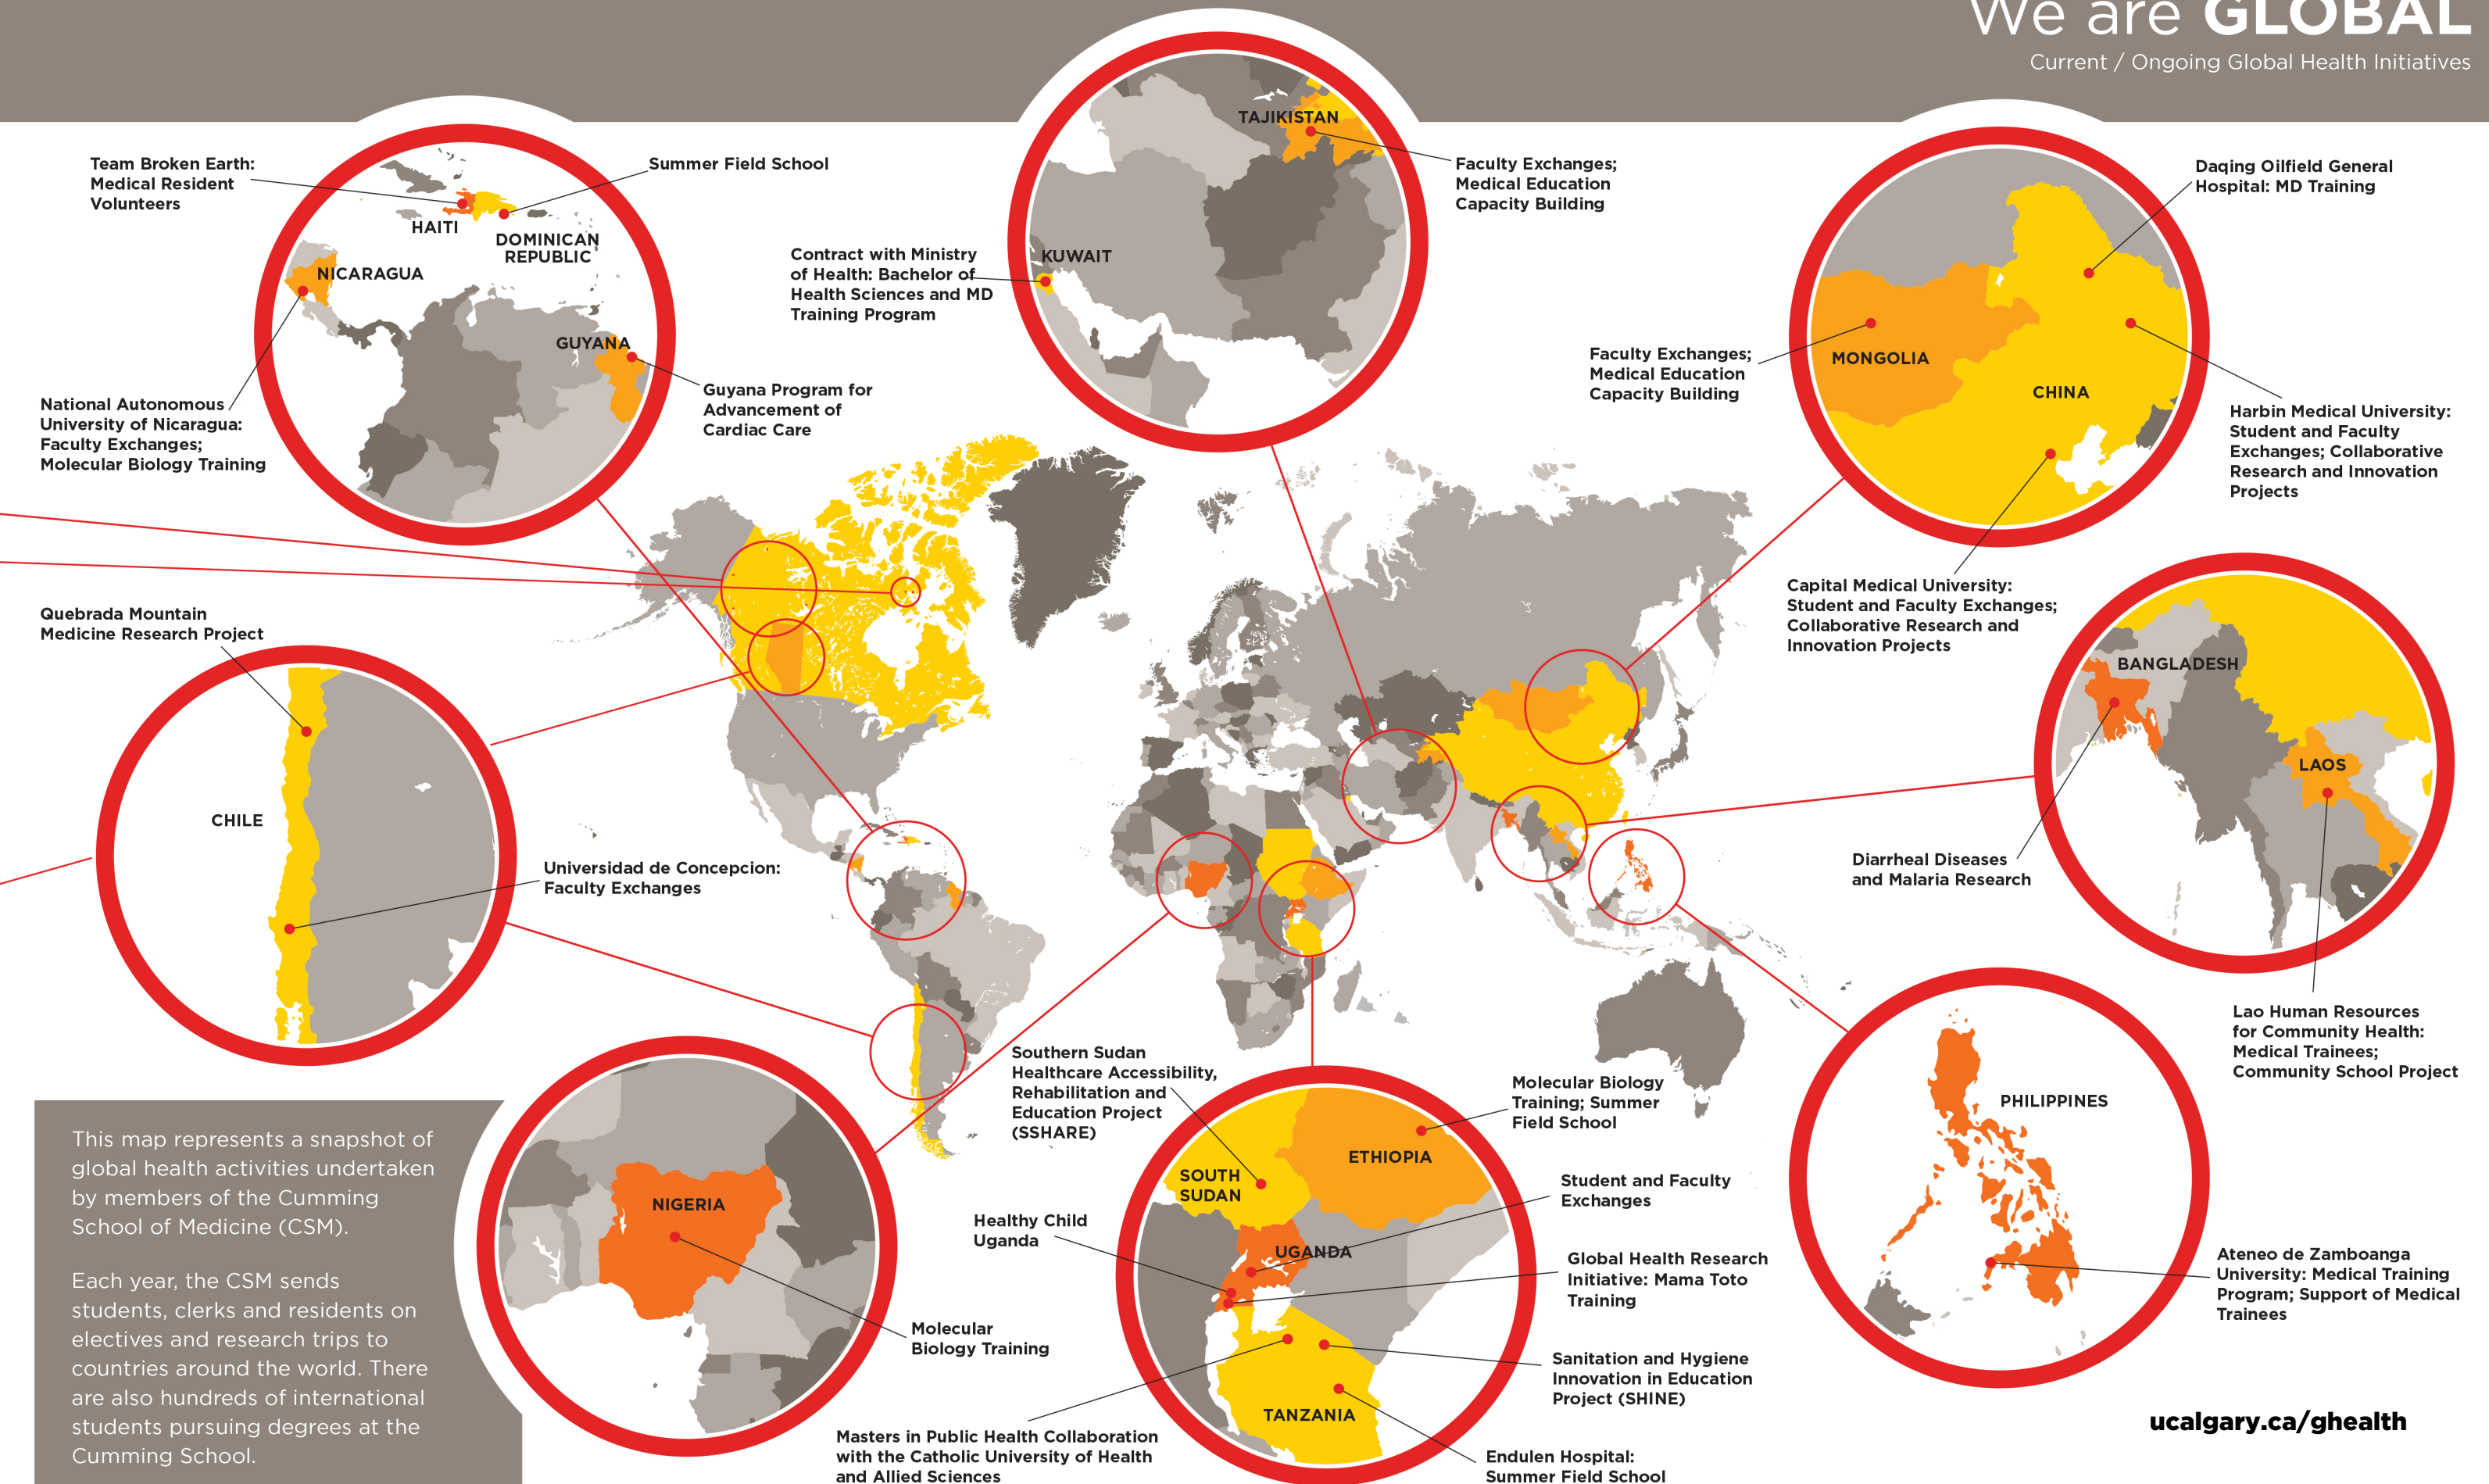 We are GLOBAL
Current / Ongoing Global Health Initiatives
Team Broken Earth:
Medical Resident
Volunteers
Summer Field School
HAITI
DOMINICAN
REPUBLIC
NICARAGUA
GUYANA
National Autonomous
University of Nicaragua:
Faculty Exchanges;
Molecular Biology Training
Guyana Program for
Advancement of
Cardiac Care
TAJIKISTAN
Faculty Exchanges;
Medical Education
Capacity Building
KUWAIT
Contract with Ministry
of Health: Bachelor of
Health Sciences and MD
Training Program
Daqing Oilfield General
Hospital: MD Training
Faculty Exchanges;
Medical Education
Capacity Building
MONGOLIA
CHINA
Harbin Medical University:
Student and Faculty
Exchanges; Collaborative
Research and Innovation
Projects
Capital Medical University:
Student and Faculty Exchanges;
Collaborative Research and
Innovation Projects
Quebrada Mountain
Medicine Research Project
CHILE
Universidad de Concepcion:
Faculty Exchanges
BANGLADESH
LAOS
Diarrheal Diseases
and Malaria Research
Lao Human Resources
for Community Health:
Medical Trainees;
Community School Project
PHILIPPINES
Ateneo de Zamboanga
University: Medical Training
Program; Support of Medical
Trainees
Southern Sudan
Healthcare Accessibility,
Rehabilitation and
Education Project
(SSHARE)
Molecular Biology
Training; Summer
Field School
SOUTH
SUDAN
ETHIOPIA
Student and Faculty
Exchanges
Healthy Child
Uganda
UGANDA
Global Health Research
Initiative: Mama Toto
Training
Sanitation and Hygiene
Innovation in Education
Project (SHINE)
TANZANIA
Masters in Public Health Collaboration
with the Catholic University of Health
and Allied Sciences
Endulen Hospital:
Summer Field School
NIGERIA
Molecular
Biology Training
This map represents a snapshot of
global health activities undertaken
by members of the Cumming
School of Medicine (CSM).
Each year, the CSM sends
students, clerks and residents on
electives and research trips to
countries around the world. There
are also hundreds of international
students pursuing degrees at the
Cumming School.
ucalgary.ca/ghealth